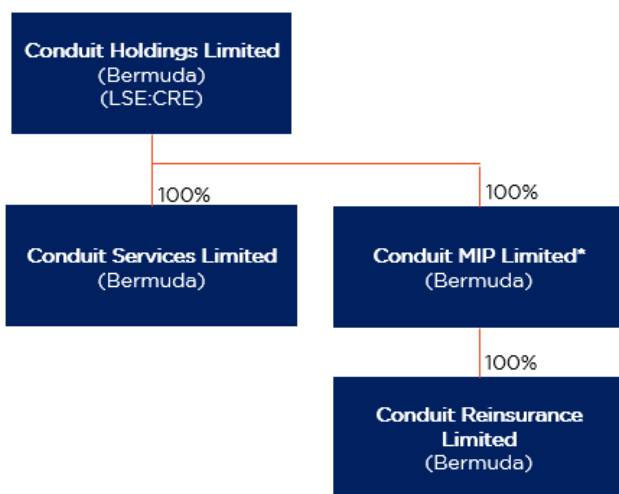 Conduit Holdings Limited
(Bermuda)
(LSE:CRE)
100%
100%
Conduit Services Limited
(Bermuda)
Conduit MIP Limited*
(Bermuda)
100%
Conduit Reinsurance
Limited
(Bermuda)